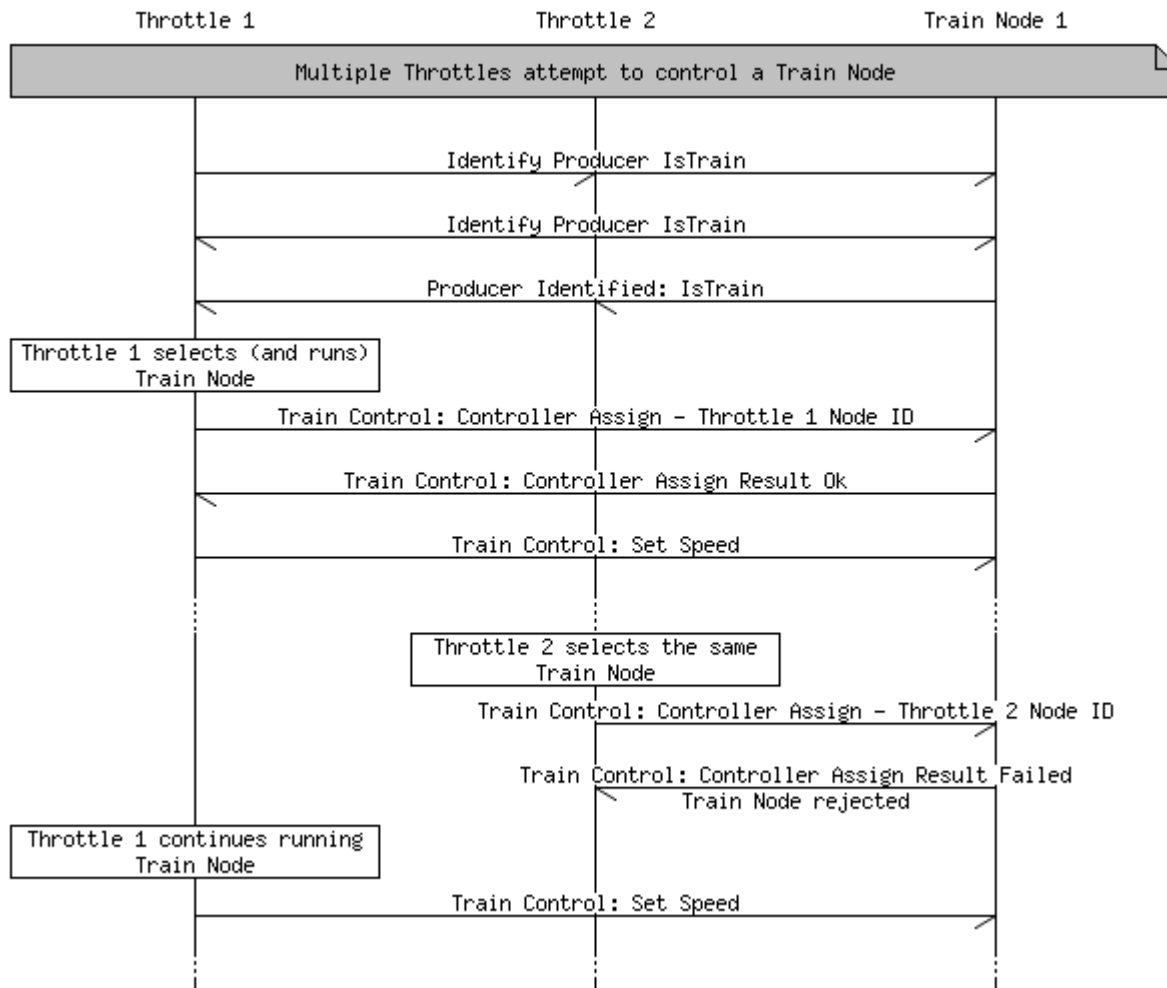 Throttle 1
Throttle 2
Train Node 1
Multiple Throttles attempt to control a Train Node
Identify Producer IsTrain
Identify Producer IsTrain
Producer Identified: IsTrain
Throttle 1 selects (and runs)
Train Node
Train Control: Controller Assign – Throttle 1 Node ID
Train Control: Controller Assign Result Ok
Train Control: Set Speed
Throttle 2 selects the same
Train Node
Train Control: Controller Assign – Throttle 2 Node ID
Train Control: Controller Assign Result Failed
Train Node rejected
Throttle 1 continues running
Train Node
Train Control: Set Speed